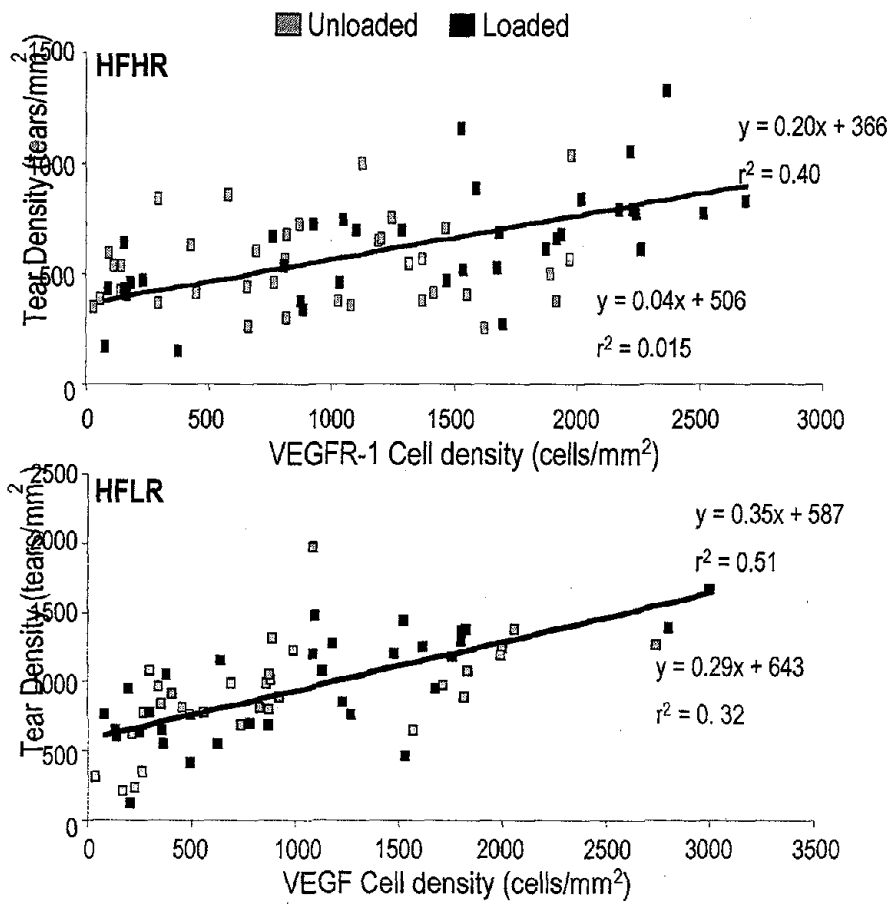 Unloaded Loaded
HFHR
Tear Density (tears/mm²)
1500
1000
500
0
y = 0.20x + 366
r² = 0.40
y = 0.04x + 506
r² = 0.015
0 500 1000 1500 2000 2500 3000
VEGFR-1 Cell density (cells/mm²)
HFLR
Tear Density (tears/mm²)
2500
2000
1500
1000
500
0
y = 0.35x + 587
r² = 0.51
y = 0.29x + 643
r² = 0. 32
0 500 1000 1500 2000 2500 3000 3500
VEGF Cell density (cells/mm²)